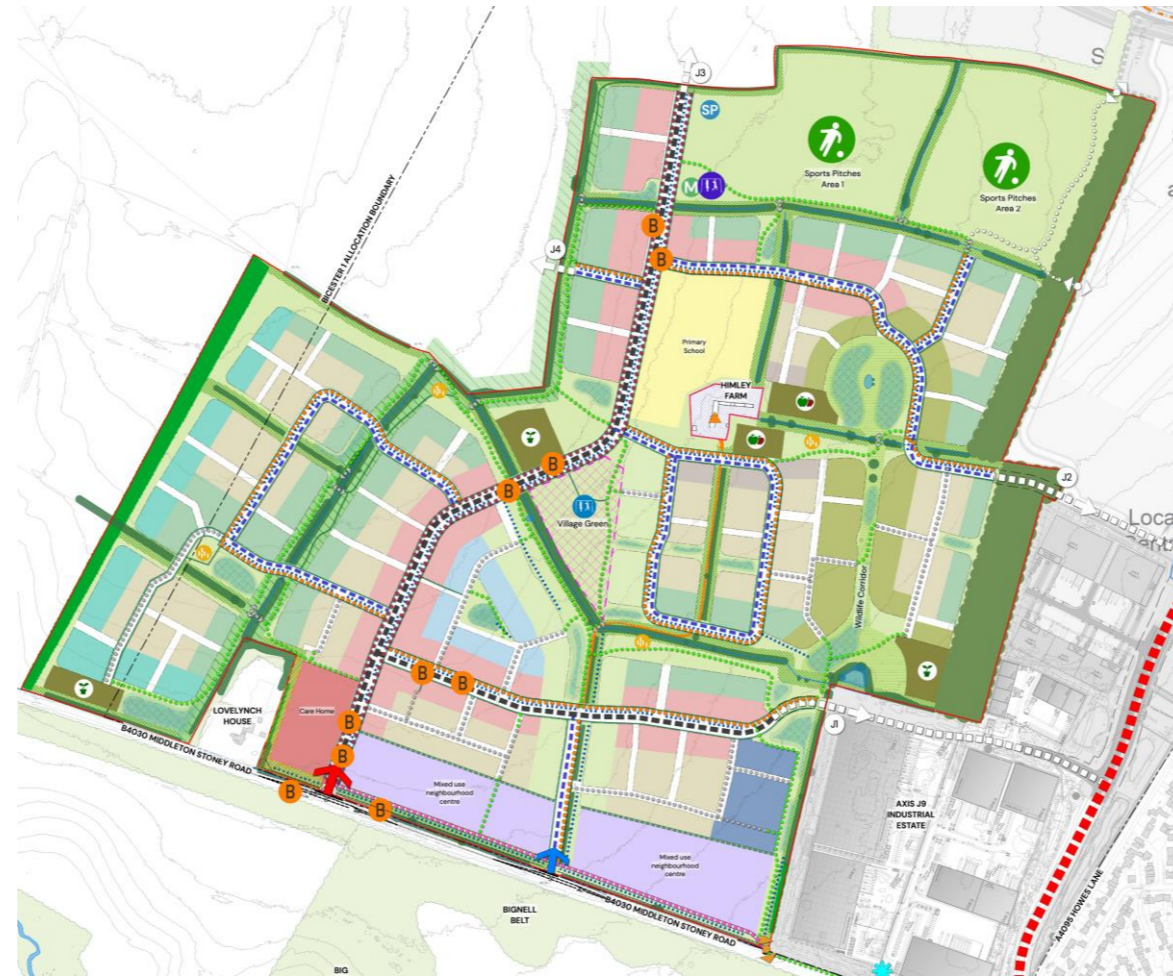 S
J3
SP
Sports Pitches
Area 1
Sports Pitches
Area 2
M
BICESTER 1 ALLOCATION BOUNDARY
B
J4
B
Primary
School
HIMLEY
FARM
B
B
J2
Village Green
Loca
Wildlife Corridor
B
B
LOVELYNCH
HOUSE
Care Home
B
J1
B4030 MIDDLETON STONEY ROAD
B
B
B
Mixed use
neighbourhood
centre
AXIS J9
INDUSTRIAL
ESTATE
Mixed use
neighbourhood
centre
B4030 MIDDLETON STONEY ROAD
A4095 HOWES LANE
BIGNELL
BELT
BIG